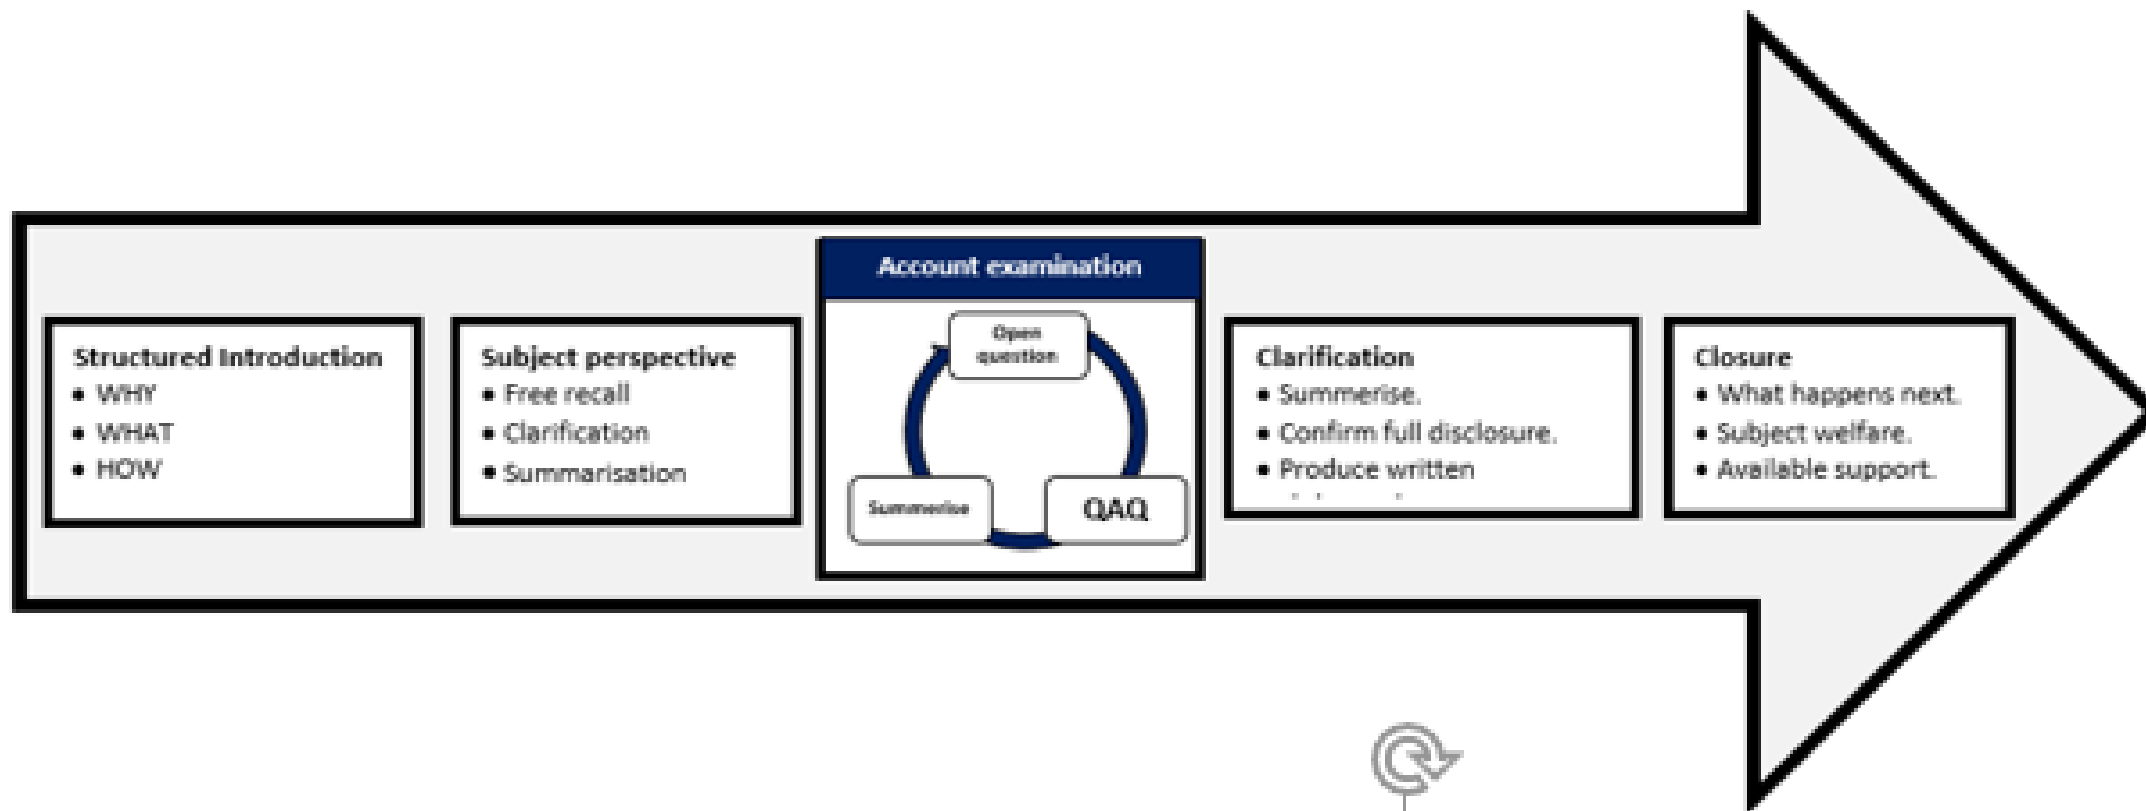 Structured Introduction
• WHY
• WHAT
• HOW
Subject perspective
• Free recall
• Clarification
• Summarisation
Account examination
Open
question
QAQ
Summerise
Clarification
• Summerise.
• Confirm full disclosure.
• Produce written
Closure
• What happens next.
• Subject welfare.
• Available support.